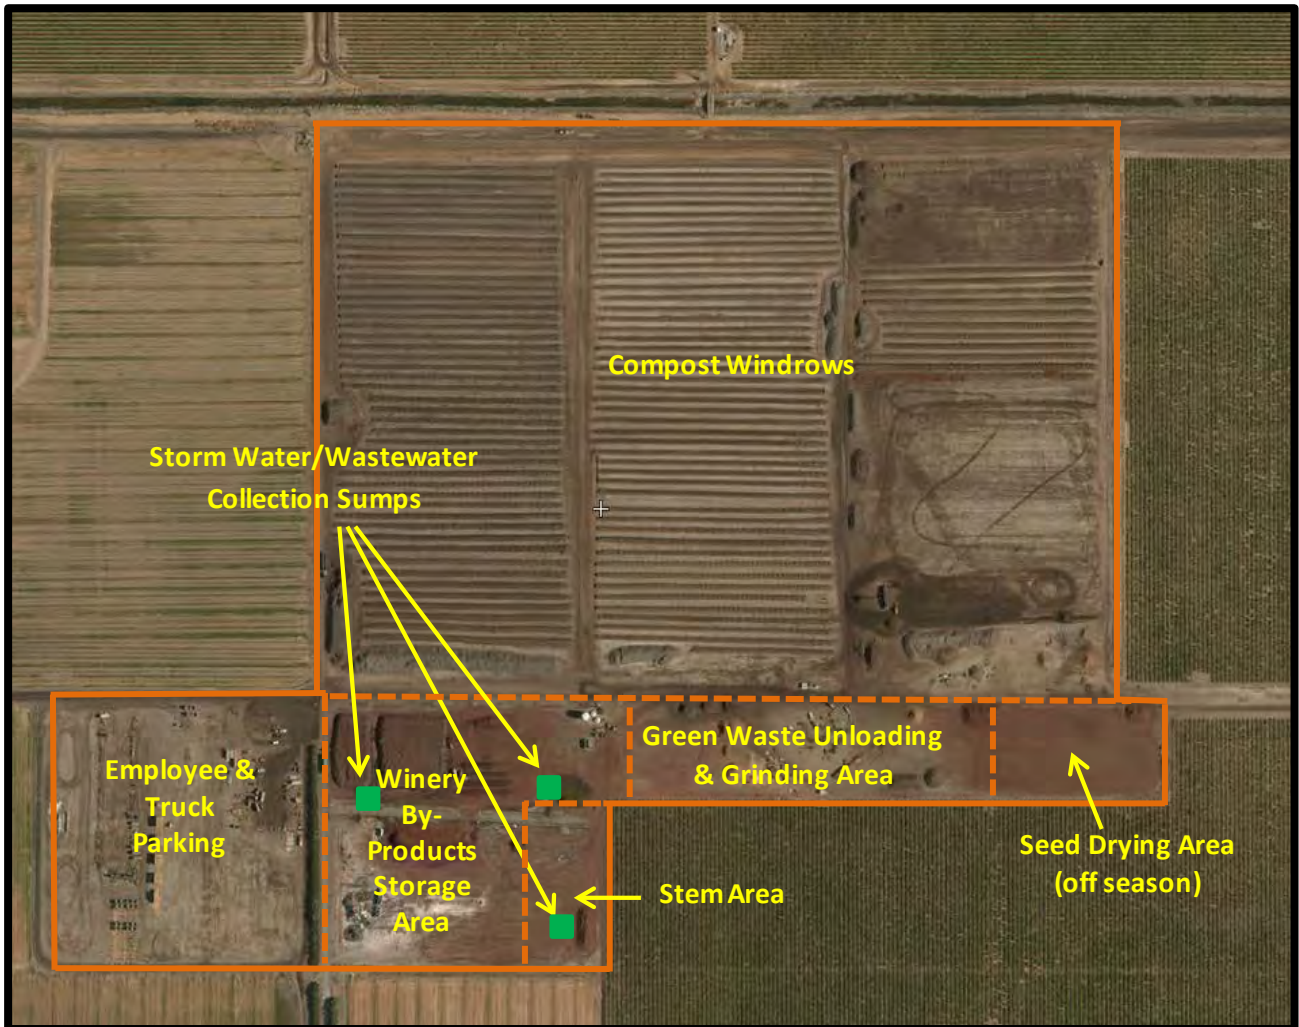 Compost Windrows
Storm Water/Wastewater
Collection Sumps
Employee &
Truck
Parking
Winery
By-
Products
Storage
Area
Green Waste Unloading
& Grinding Area
Seed Drying Area
(off season)
Stem Area